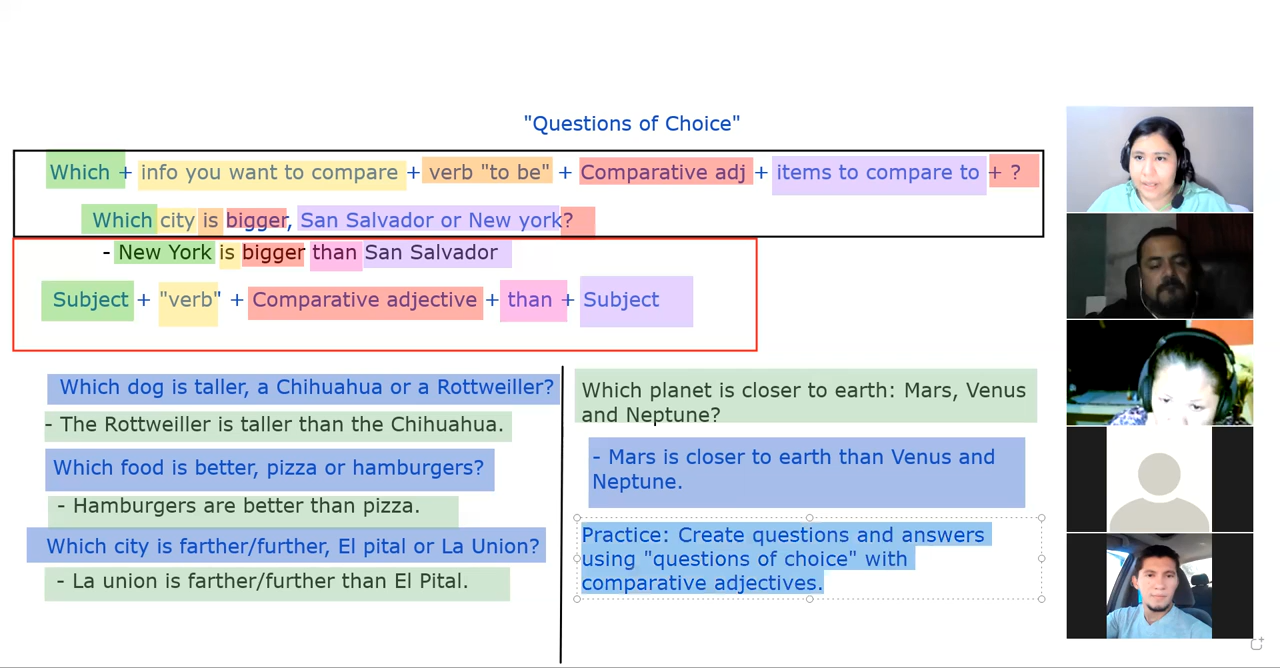 "Questions of Choice"
Which + info you want to compare + verb "to be" + Comparative adj + items to compare to + ?
Which city is bigger, San Salvador or New york?
- New York is bigger than San Salvador
Subject + "verb" + Comparative adjective + than + Subject
Which dog is taller, a Chihuahua or a Rottweiller?
- The Rottweiller is taller than the Chihuahua.
Which food is better, pizza or hamburgers?
- Hamburgers are better than pizza.
Which city is farther/further, El pital or La Union?
- La union is farther/further than El Pital.
Which planet is closer to earth: Mars, Venus
and Neptune?
- Mars is closer to earth than Venus and
Neptune.
Practice: Create questions and answers
using "questions of choice" with
comparative adjectives.